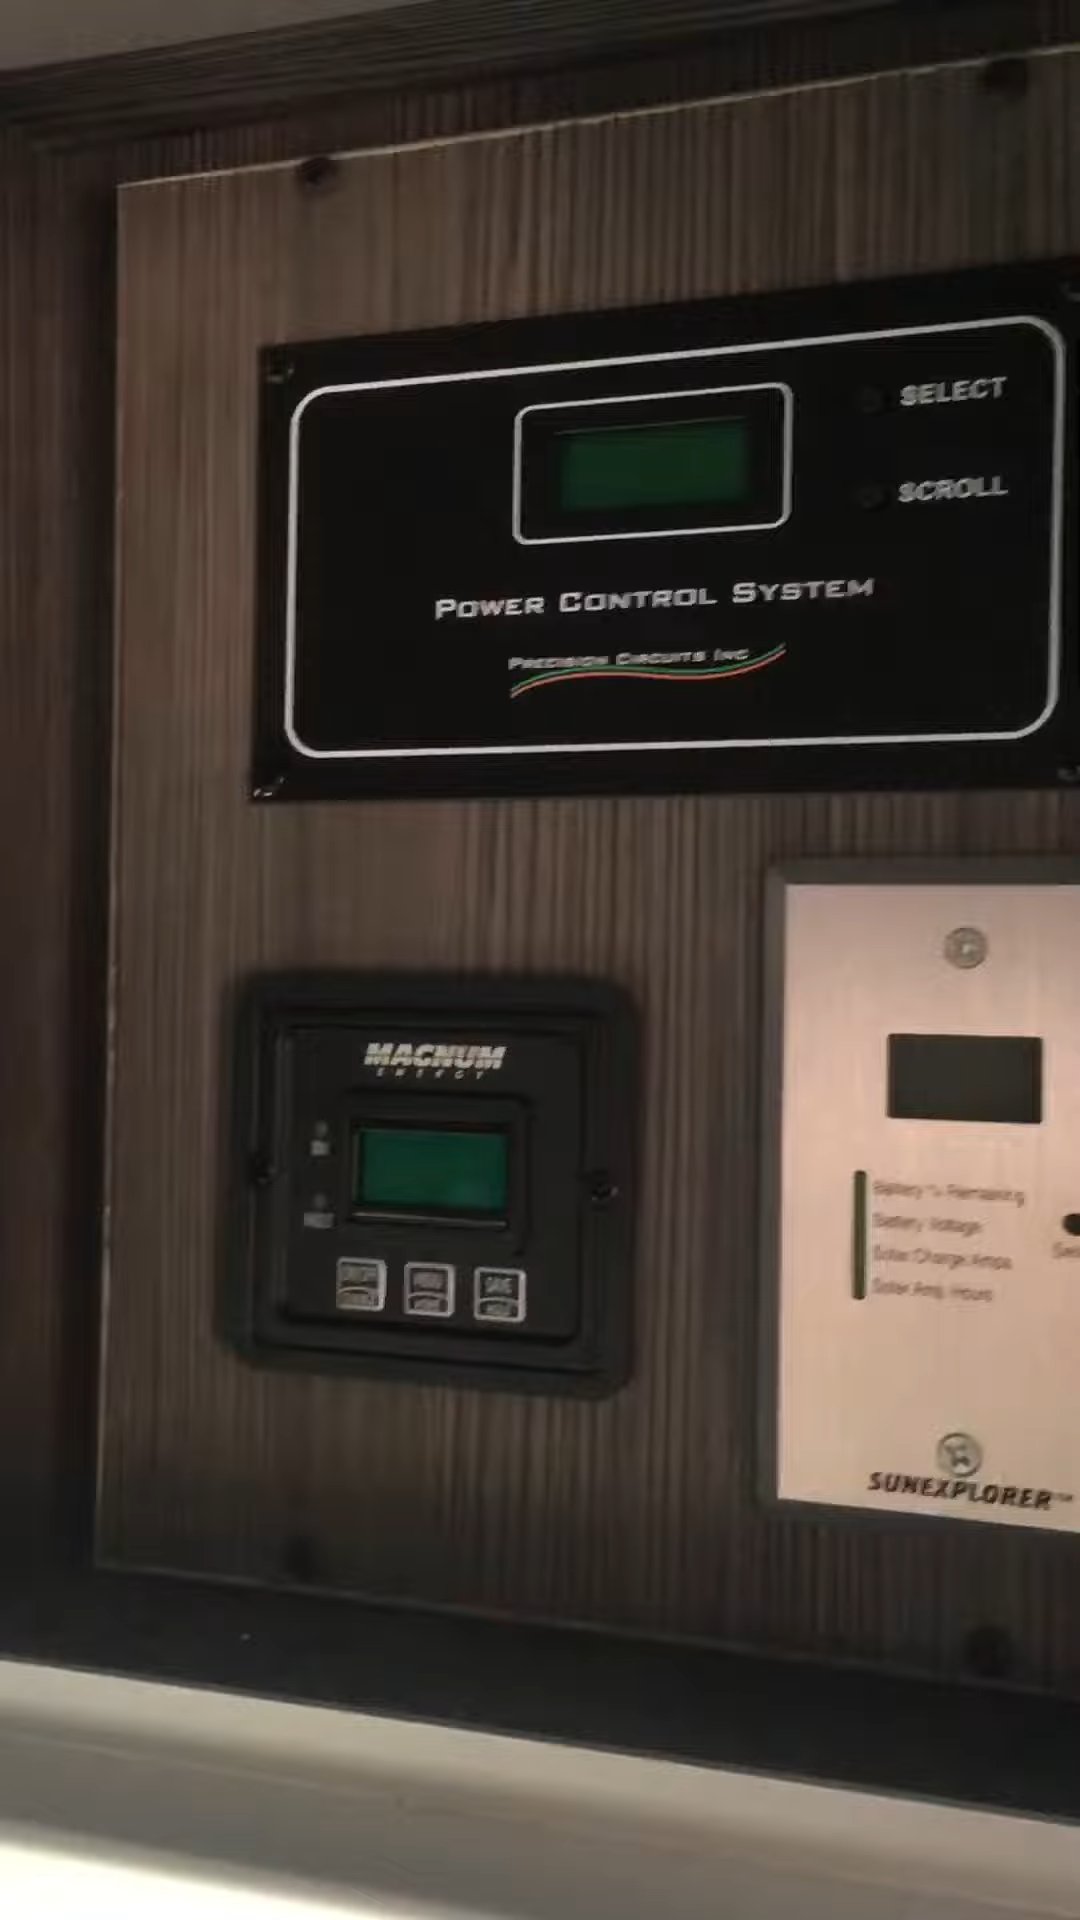 SELECT
SCROLL
POWER CONTROL SYSTEM
PRECISION CIRCUITS INC
MAGNUM
ENERGY
Battery % Remaining
Battery Voltage
Solar Charge Amps
Solar Amp Hours
SUNEXPLORER